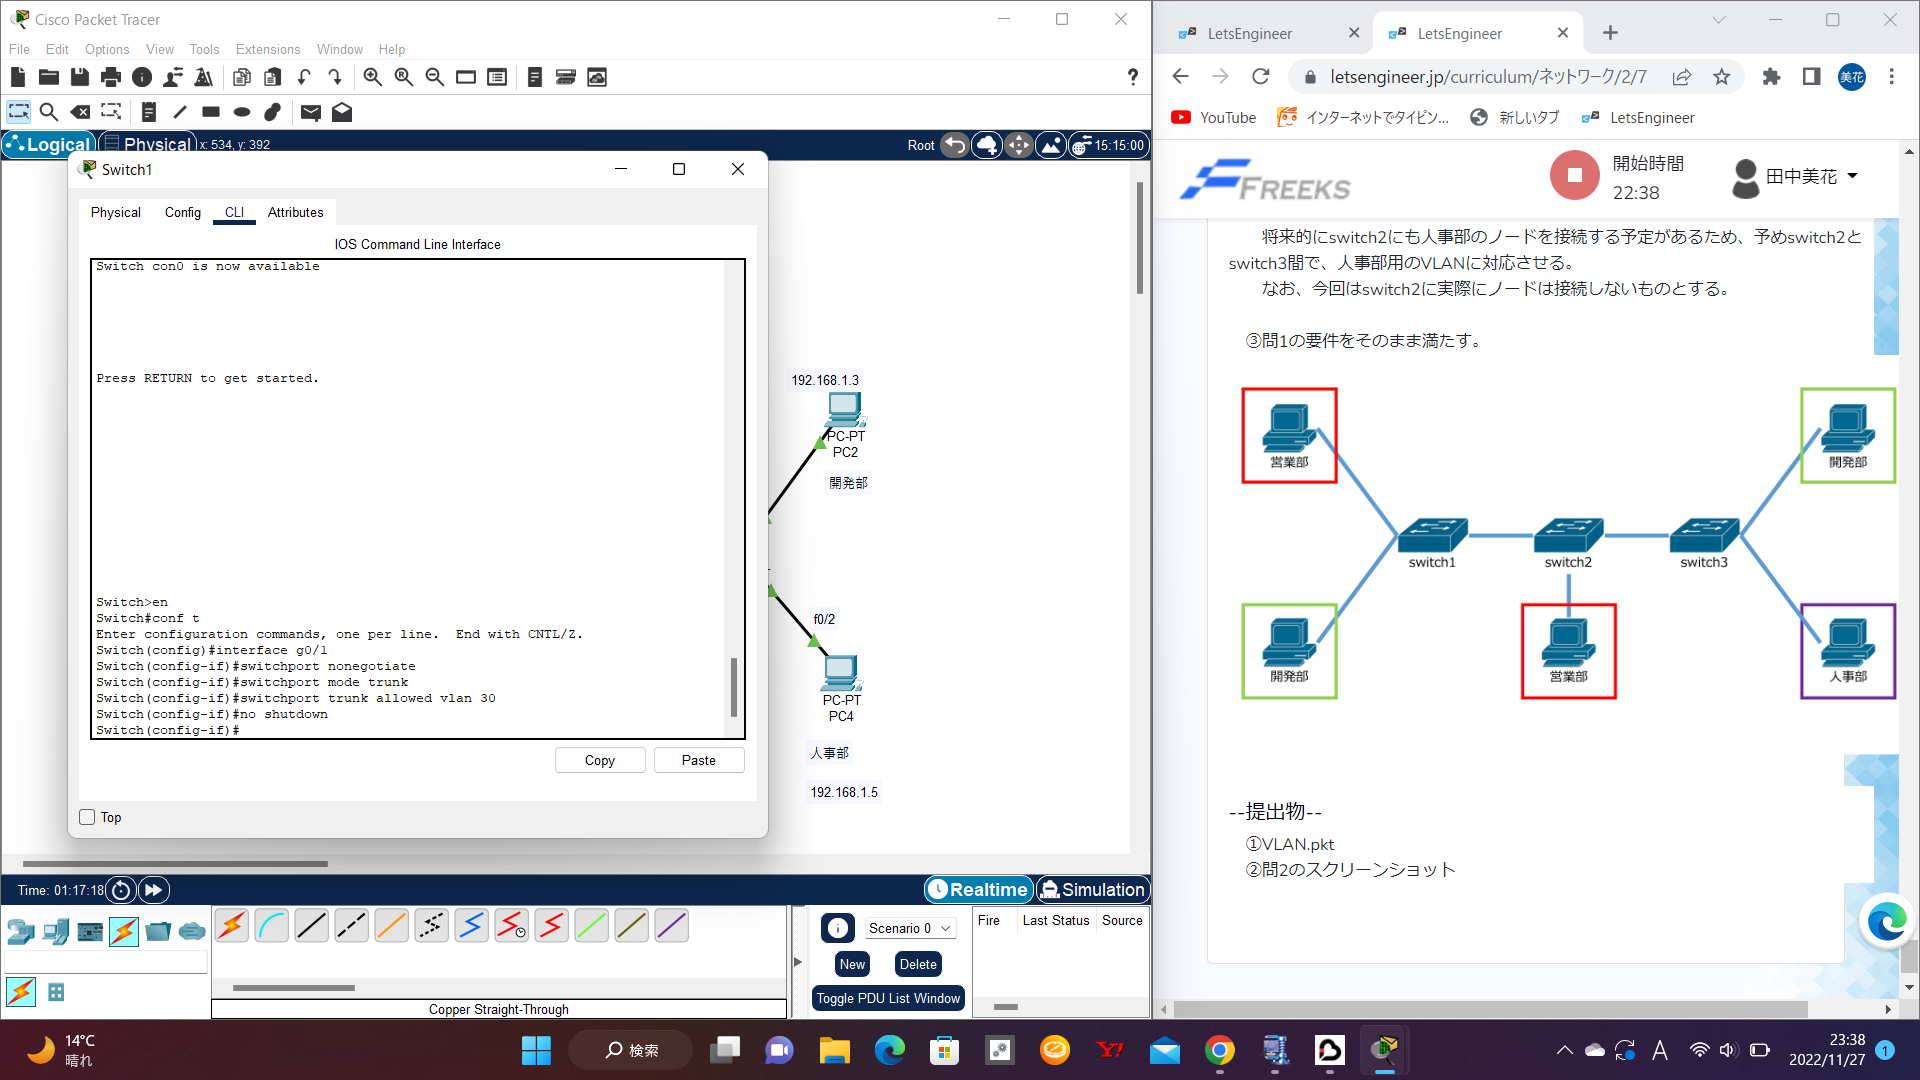 Cisco Packet Tracer
File Edit Options View Tools Extensions Window Help
?
Logical Physical x: 534, y: 392
Root 15:15:00
Switch1
Physical Config CLI Attributes
IOS Command Line Interface
Switch con0 is now available
Press RETURN to get started.
Switch>en
Switch#conf t
Enter configuration commands, one per line.  End with CNTL/Z.
Switch(config)#interface g0/1
Switch(config-if)#switchport nonegotiate
Switch(config-if)#switchport mode trunk
Switch(config-if)#switchport trunk allowed vlan 30
Switch(config-if)#no shutdown
Switch(config-if)#
Copy Paste
Top
192.168.1.3
PC-PT
PC2
開発部
f0/2
PC-PT
PC4
人事部
192.168.1.5
Time: 01:17:18
Realtime Simulation
Scenario 0
New Delete
Toggle PDU List Window
Fire Last Status Source
Copper Straight-Through
LetsEngineer LetsEngineer
letsengineer.jp/curriculum/ネットワーク/2/7
美花
YouTube インターネットでタイピン... 新しいタブ LetsEngineer
FREEKS
開始時間
22:38
田中美花
将来的にswitch2にも人事部のノードを接続する予定があるため、予めswitch2と
switch3間で、人事部用のVLANに対応させる。
なお、今回はswitch2に実際にノードは接続しないものとする。
③問1の要件をそのまま満たす。
営業部
開発部
switch1 switch2 switch3
開発部
営業部
人事部
--提出物--
①VLAN.pkt
②問2のスクリーンショット
14°C
晴れ
検索
A
23:38
2022/11/27
1